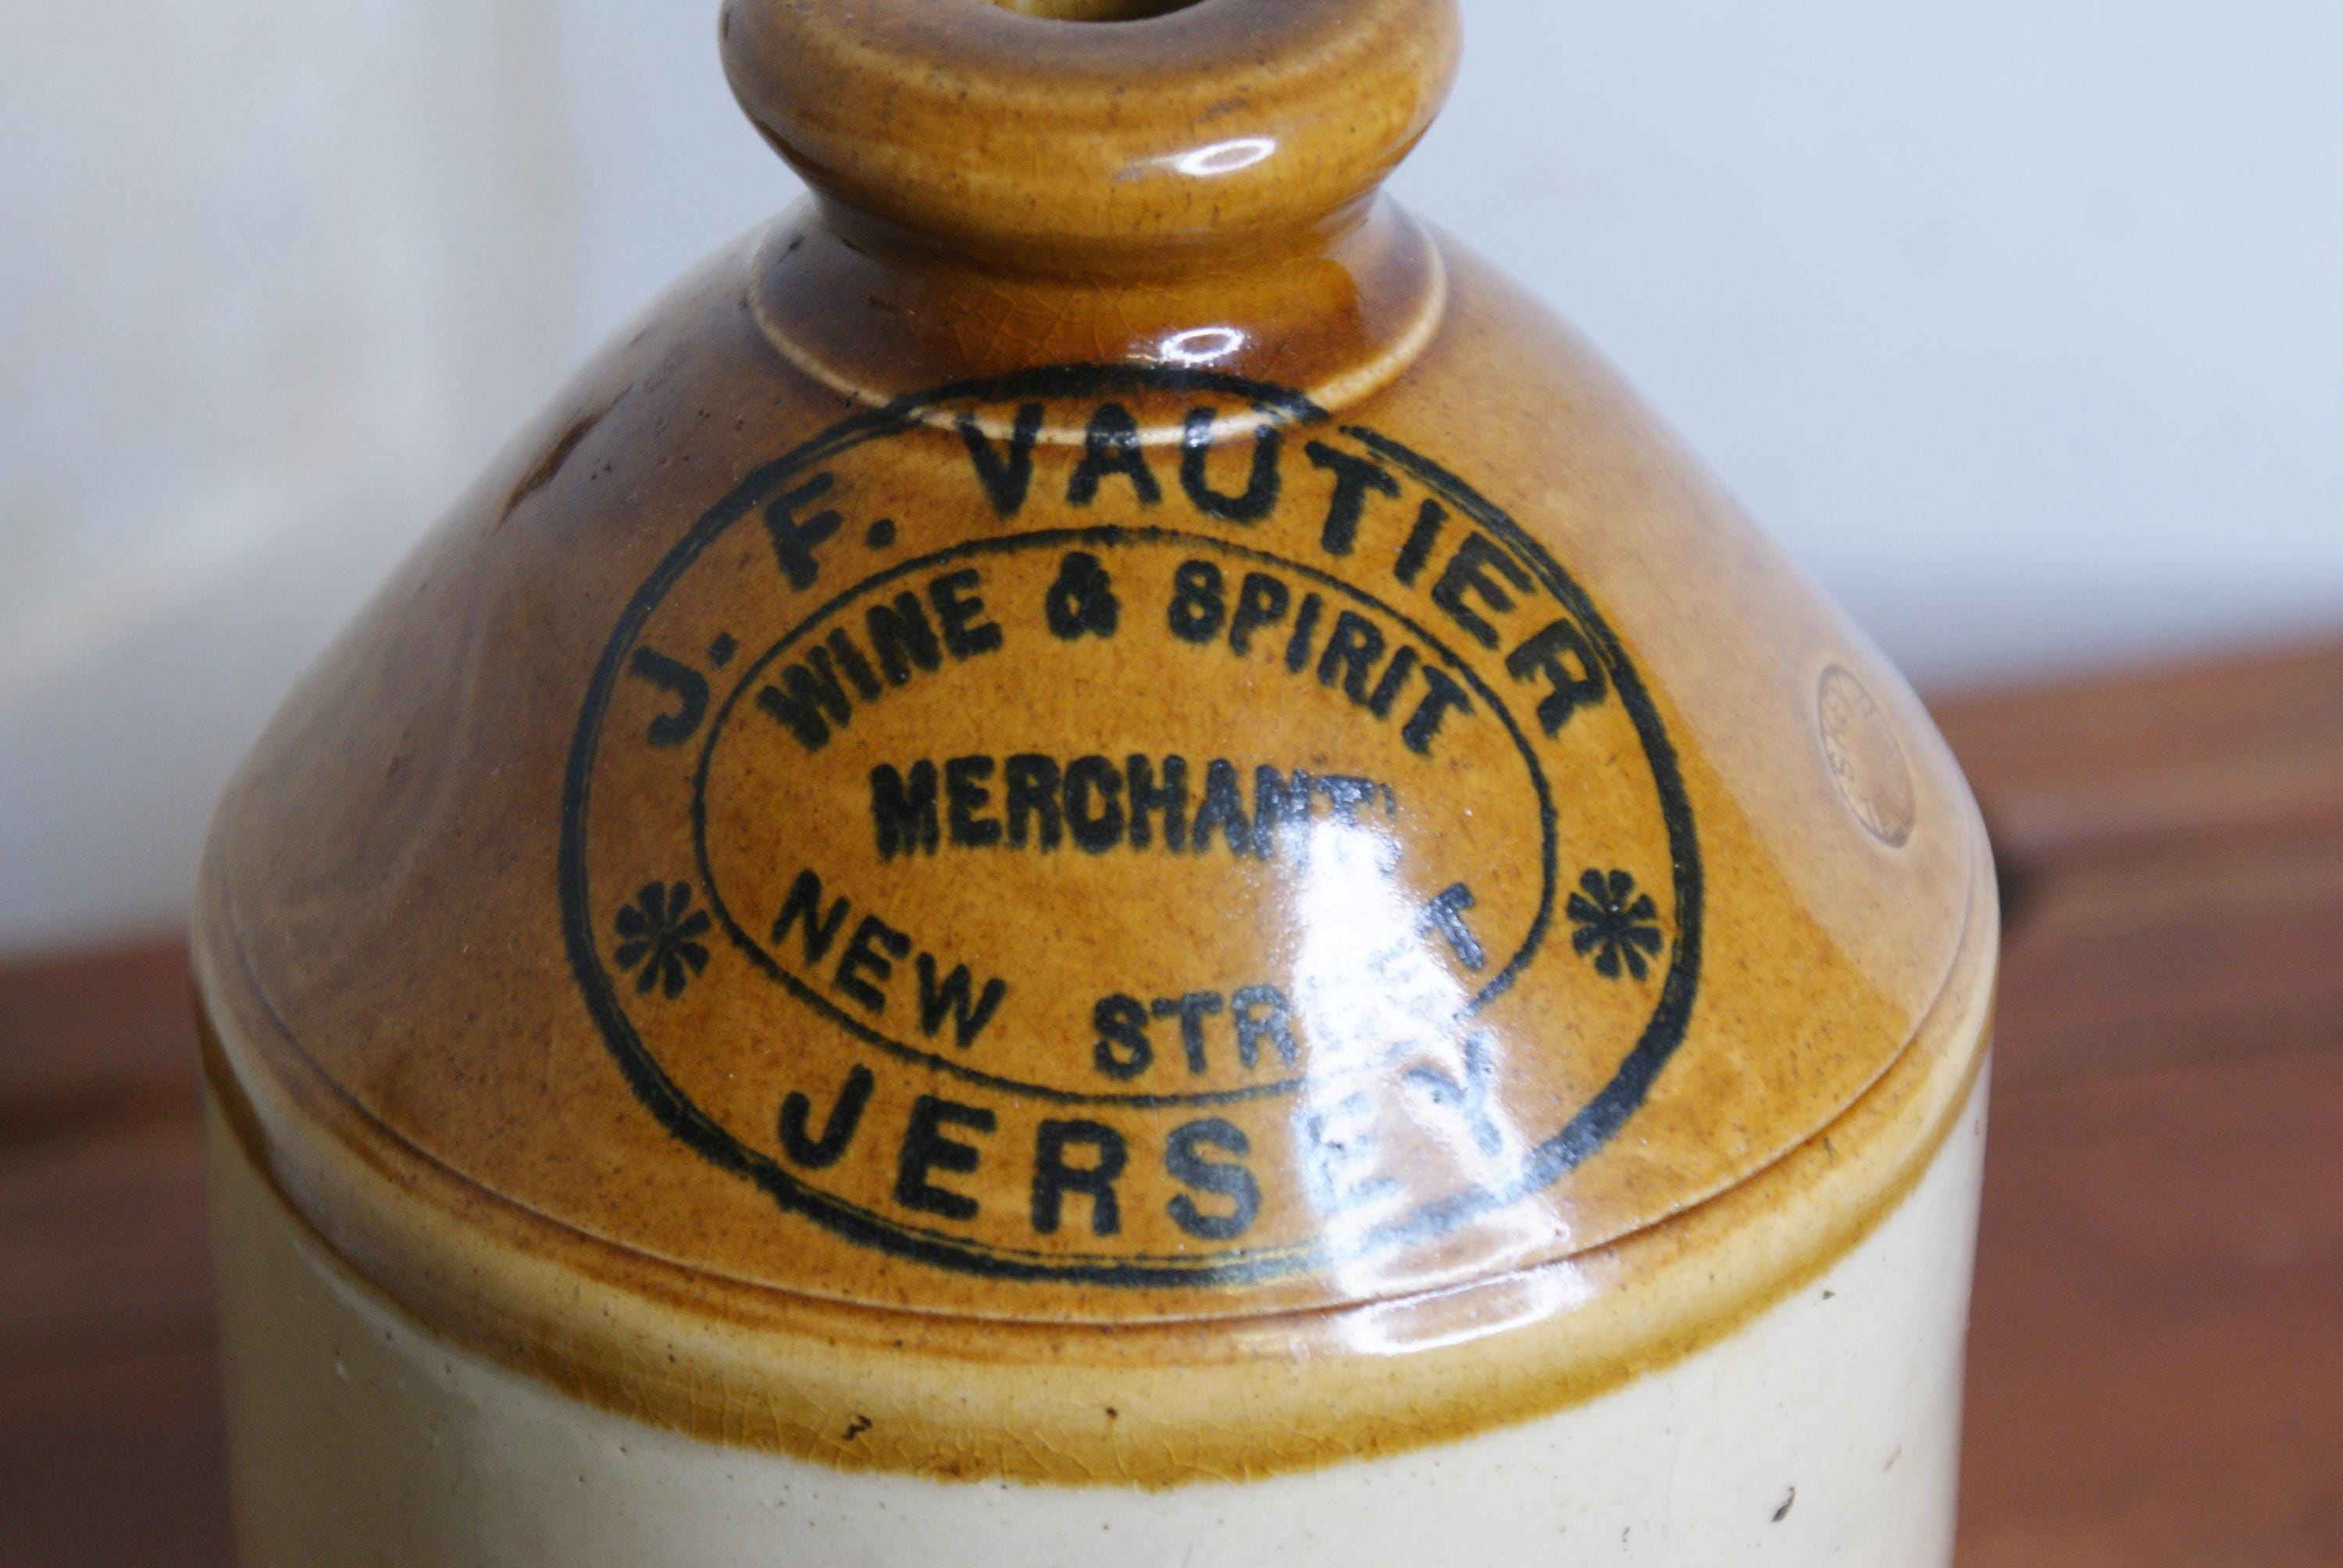 J. F. VAUTIER
WINE & SPIRIT
MERCHANT
NEW STREET
JERSEY